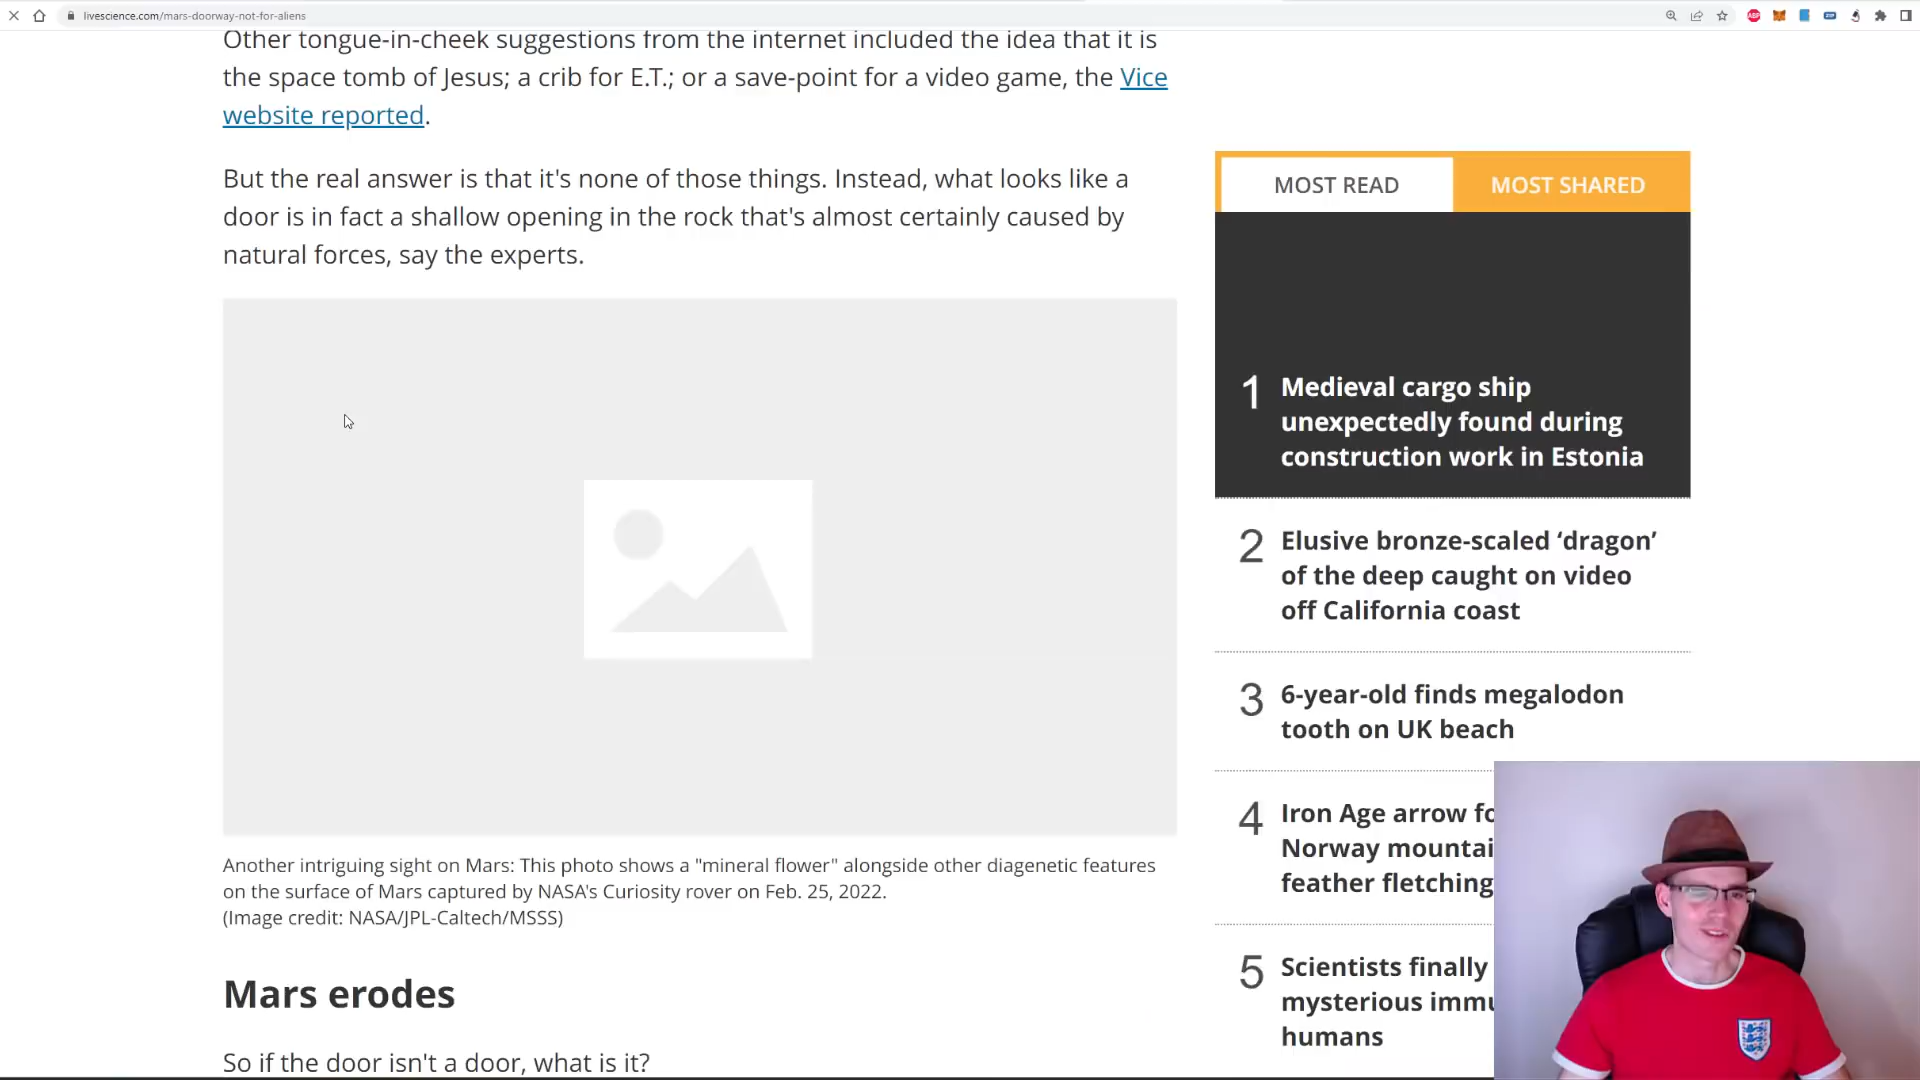 livescience.com/mars-doorway-not-for-aliens
Other tongue-in-cheek suggestions from the internet included the idea that it is
the space tomb of Jesus; a crib for E.T.; or a save-point for a video game, the Vice
website reported.
But the real answer is that it's none of those things. Instead, what looks like a
door is in fact a shallow opening in the rock that's almost certainly caused by
natural forces, say the experts.
Another intriguing sight on Mars: This photo shows a "mineral flower" alongside other diagenetic features
on the surface of Mars captured by NASA's Curiosity rover on Feb. 25, 2022.
(Image credit: NASA/JPL-Caltech/MSSS)
Mars erodes
So if the door isn't a door, what is it?
MOST READ
MOST SHARED
1 Medieval cargo ship
unexpectedly found during
construction work in Estonia
2 Elusive bronze-scaled ‘dragon’
of the deep caught on video
off California coast
3 6-year-old finds megalodon
tooth on UK beach
4 Iron Age arrow fo
Norway mountai
feather fletching
5 Scientists finally
mysterious immu
humans